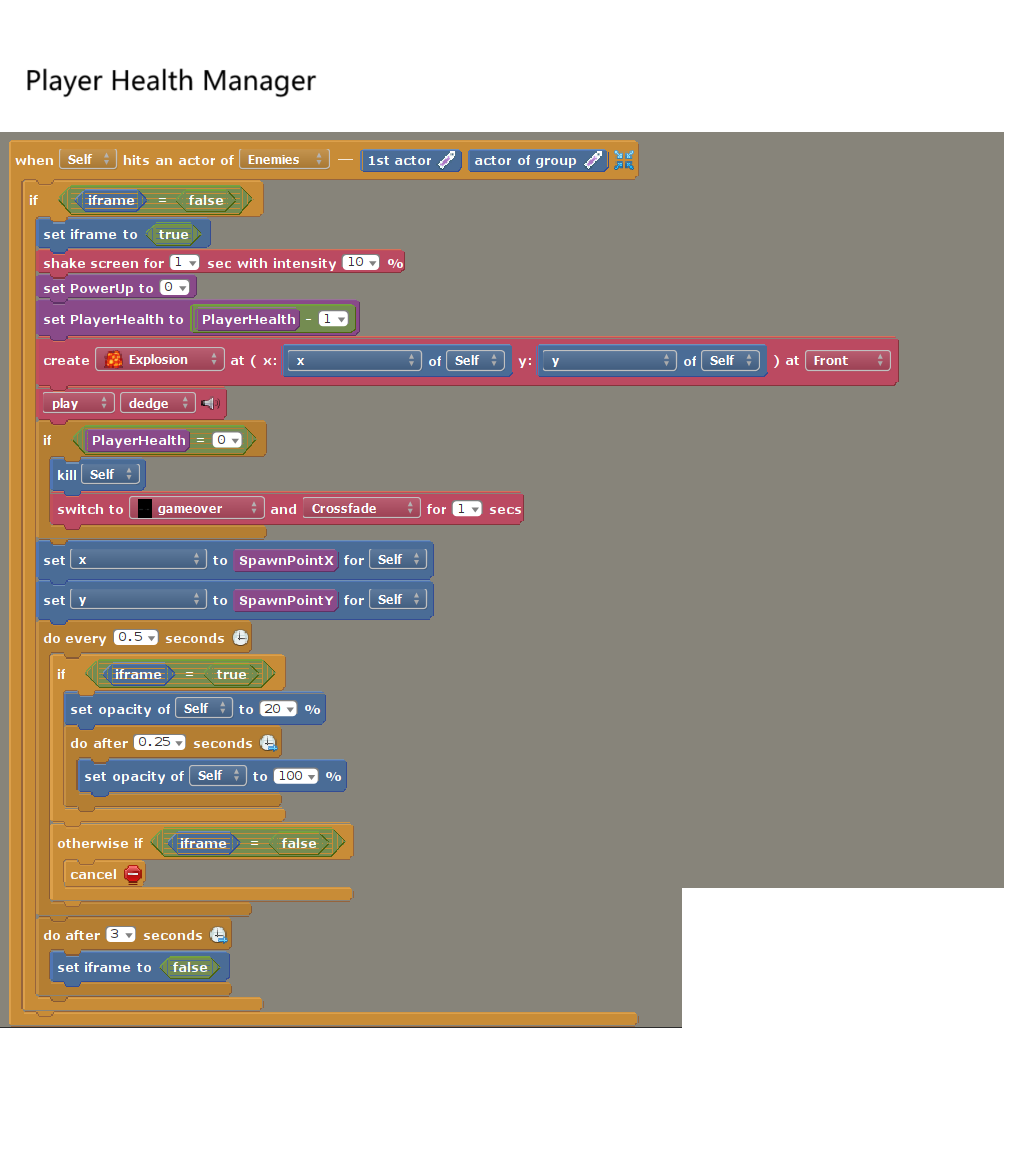 Player Health Manager
when Self hits an actor of Enemies — 1st actor actor of group
if iframe = false
set iframe to true
shake screen for 1 sec with intensity 10 %
set PowerUp to 0
set PlayerHealth to PlayerHealth - 1
create Explosion at ( x: x of Self y: y of Self ) at Front
play dedge
if PlayerHealth = 0
kill Self
switch to gameover and Crossfade for 1 secs
set x to SpawnPointX for Self
set y to SpawnPointY for Self
do every 0.5 seconds
if iframe = true
set opacity of Self to 20 %
do after 0.25 seconds
set opacity of Self to 100 %
otherwise if iframe = false
cancel
do after 3 seconds
set iframe to false